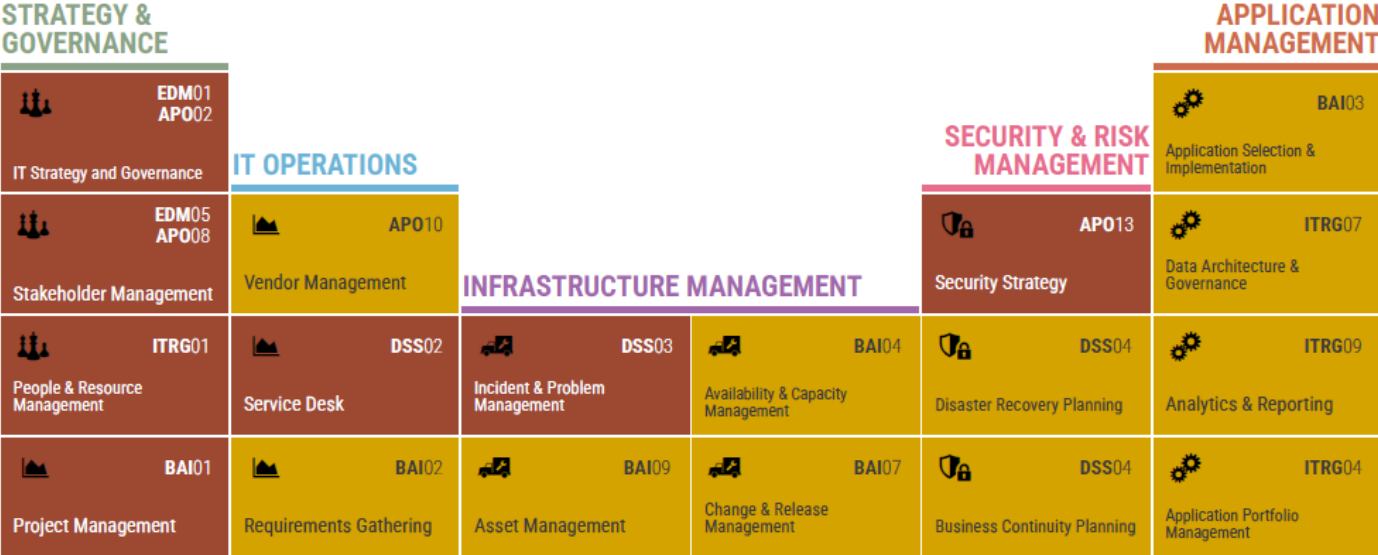 STRATEGY &
GOVERNANCE
EDM01
APO02
IT Strategy and Governance
EDM05
APO08
Stakeholder Management
ITRG01
People & Resource
Management
BAI01
Project Management
IT OPERATIONS
APO10
Vendor Management
DSS02
Service Desk
BAI02
Requirements Gathering
INFRASTRUCTURE MANAGEMENT
DSS03
Incident & Problem
Management
BAI09
Asset Management
BAI04
Availability & Capacity
Management
BAI07
Change & Release
Management
SECURITY & RISK
MANAGEMENT
APO13
Security Strategy
DSS04
Disaster Recovery Planning
DSS04
Business Continuity Planning
APPLICATION
MANAGEMENT
BAI03
Application Selection &
Implementation
ITRG07
Data Architecture &
Governance
ITRG09
Analytics & Reporting
ITRG04
Application Portfolio
Management